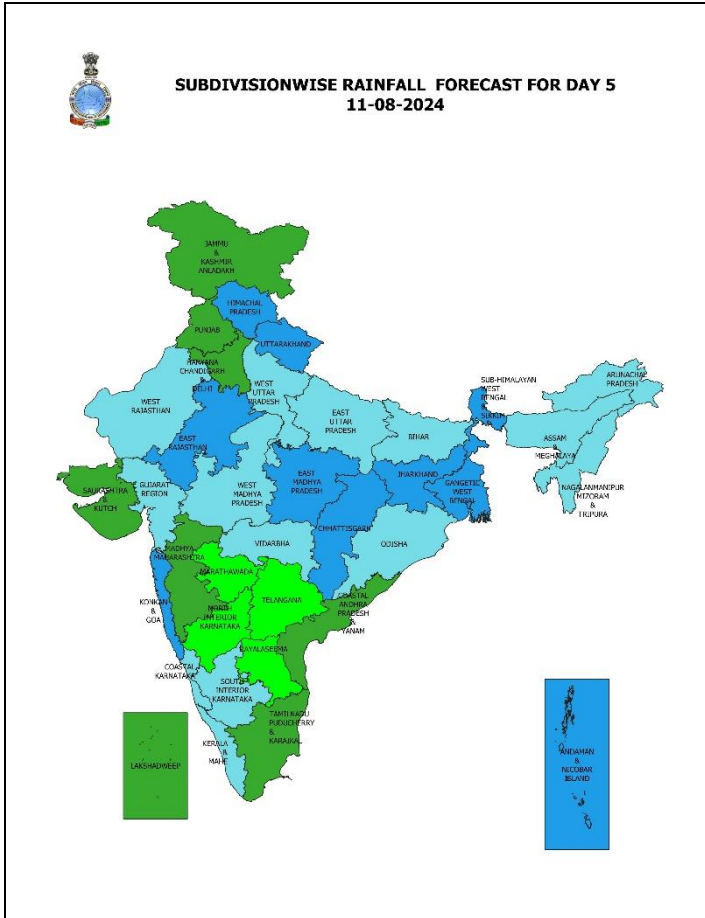 SUBDIVISIONWISE RAINFALL FORECAST FOR DAY 5
11-08-2024
JAMMU
&
KASHMIR
ANLADAKH
HIMACHAL
PRADESH
PUNJAB
UTTARAKHAND
HARYANA
CHANDIGARH
&
DELHI
WEST
UTTAR
PRADESH
SUB-HIMALAYAN
WEST
BENGAL
&
SIKKIM
ARUNACHAL
PRADESH
WEST
RAJASTHAN
EAST
UTTAR
PRADESH
BIHAR
ASSAM
&
MEGHALAYA
EAST
RAJASTHAN
NAGALANMANIPUR
MIZORAM
&
TRIPURA
SAURASHTRA
&
KUTCH
GUJARAT
REGION
WEST
MADHYA
PRADESH
EAST
MADHYA
PRADESH
JHARKHAND
GANGETIC
WEST
BENGAL
CHHATTISGARH
ODISHA
VIDARBHA
MADHYA
MAHARASHTRA
MARATHAWADA
TELANGANA
KONKAN
&
GOA
NORTH
INTERIOR
KARNATAKA
COASTAL
ANDHRA
PRADESH
&
YANAM
RAYALASEEMA
COASTAL
KARNATAKA
SOUTH
INTERIOR
KARNATAKA
TAMILNADU
PUDUCHERRY
&
KARAIKAL
KERALA
&
MAHE
LAKSHADWEEP
ANDAMAN
&
NICOBAR
ISLAND